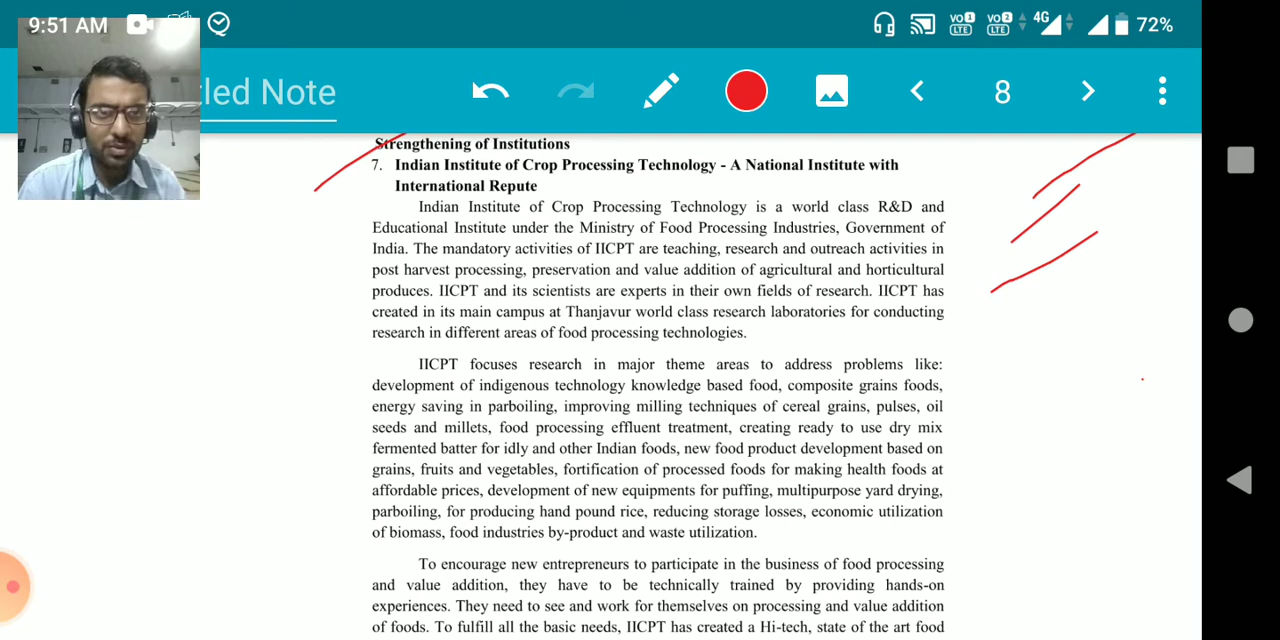 9:51 AM
VO 1 LTE
VO 2 LTE
4G
72%
led Note
8
Strengthening of Institutions
7. Indian Institute of Crop Processing Technology - A National Institute with
International Repute
Indian Institute of Crop Processing Technology is a world class R&D and
Educational Institute under the Ministry of Food Processing Industries, Government of
India. The mandatory activities of IICPT are teaching, research and outreach activities in
post harvest processing, preservation and value addition of agricultural and horticultural
produces. IICPT and its scientists are experts in their own fields of research. IICPT has
created in its main campus at Thanjavur world class research laboratories for conducting
research in different areas of food processing technologies.
IICPT focuses research in major theme areas to address problems like:
development of indigenous technology knowledge based food, composite grains foods,
energy saving in parboiling, improving milling techniques of cereal grains, pulses, oil
seeds and millets, food processing effluent treatment, creating ready to use dry mix
fermented batter for idly and other Indian foods, new food product development based on
grains, fruits and vegetables, fortification of processed foods for making health foods at
affordable prices, development of new equipments for puffing, multipurpose yard drying,
parboiling, for producing hand pound rice, reducing storage losses, economic utilization
of biomass, food industries by-product and waste utilization.
To encourage new entrepreneurs to participate in the business of food processing
and value addition, they have to be technically trained by providing hands-on
experiences. They need to see and work for themselves on processing and value addition
of foods. To fulfill all the basic needs, IICPT has created a Hi-tech, state of the art food